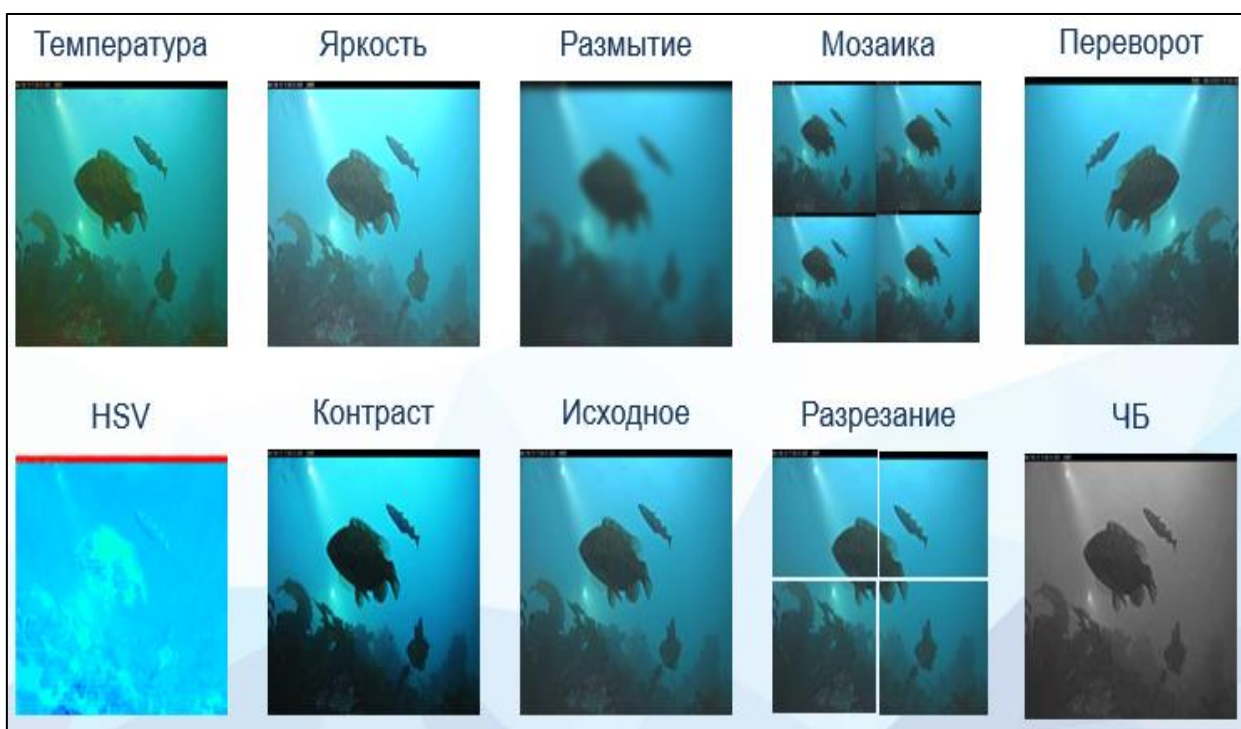 Температура
Яркость
Размытие
Мозаика
Переворот
HSV
Контраст
Исходное
Разрезание
ЧБ